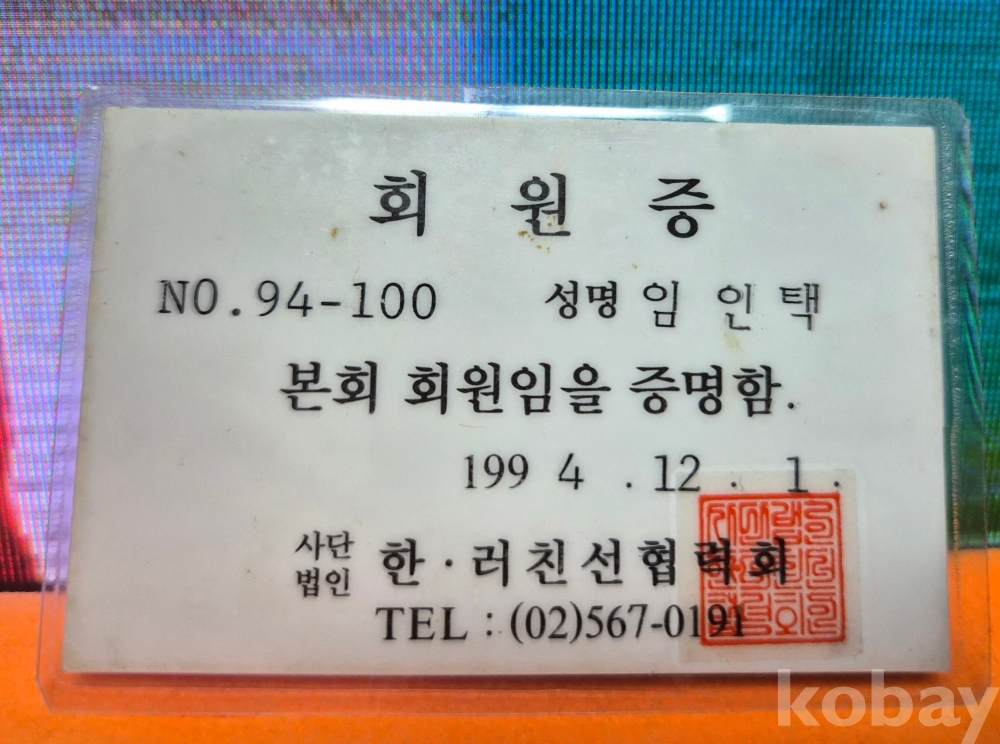 회 원 증
NO.94-100 성명 임 인 택
본회 회원임을 증명함.
199 4 . 12 . 1 .
사단법인 한·러친선협력회
TEL : (02)567-0191
kobay